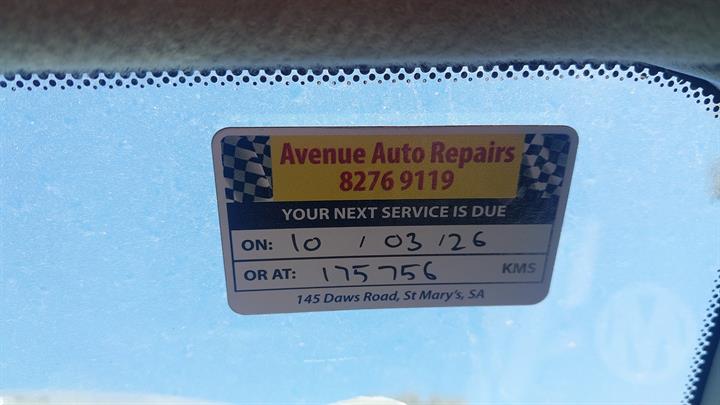 Avenue Auto Repairs
8276 9119
YOUR NEXT SERVICE IS DUE
ON: 10 / 03 / 26
OR AT: 175756 KMS
145 Daws Road, St Mary's, SA
M